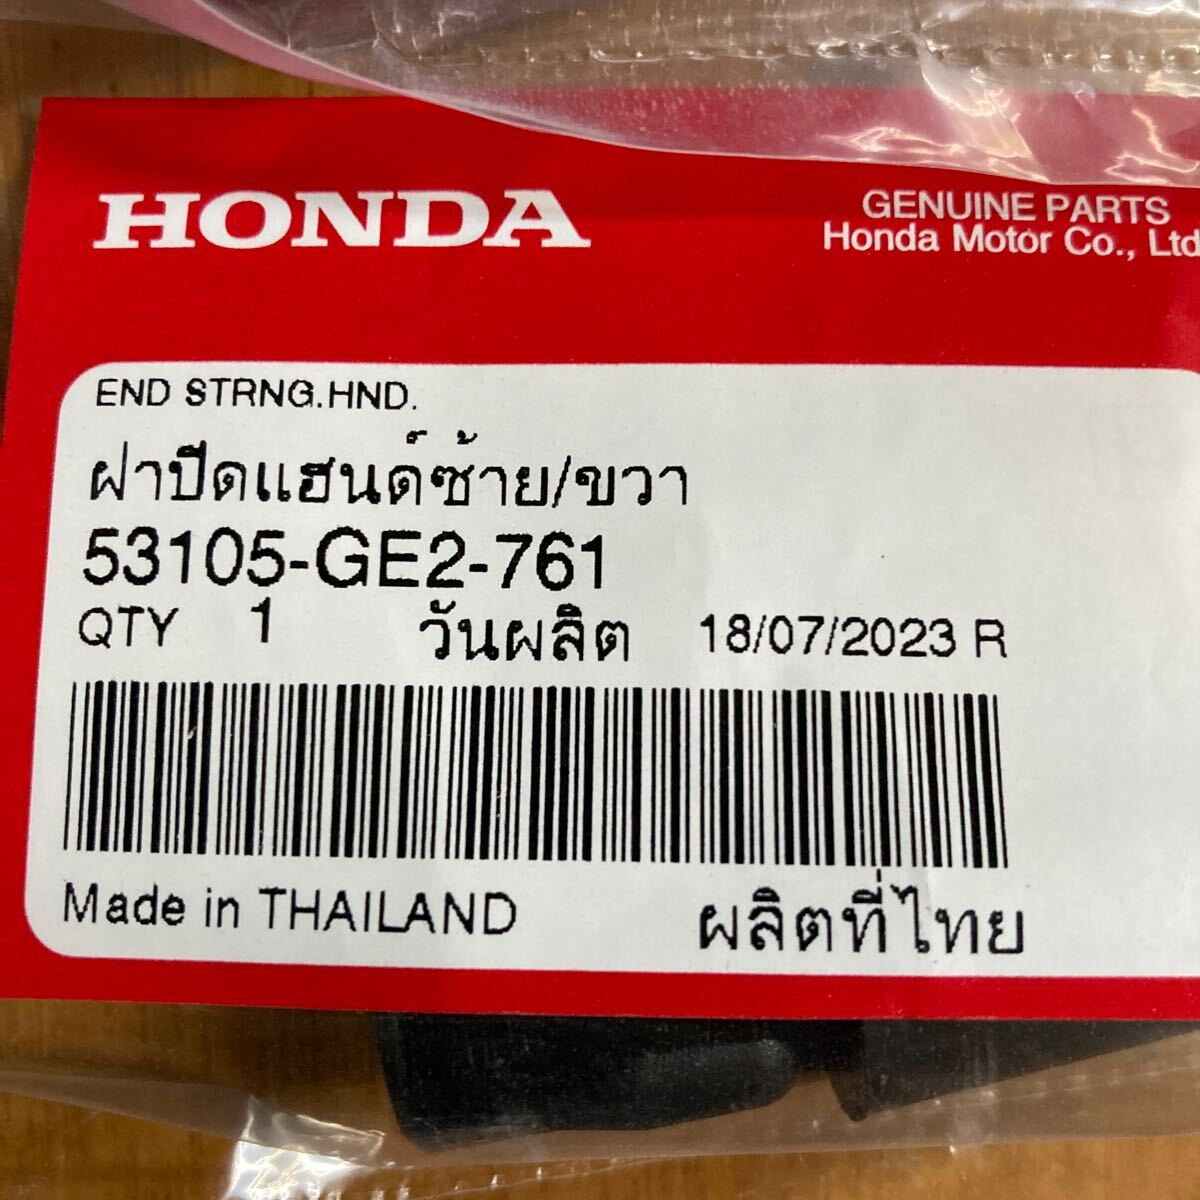 HONDA
GENUINE PARTS
Honda Motor Co., Ltd
END STRNG.HND.
ฝาปิดแฮนด์ซ้าย/ขวา
53105-GE2-761
QTY 1 วันผลิต 18/07/2023 R
Made in THAILAND ผลิตที่ไทย